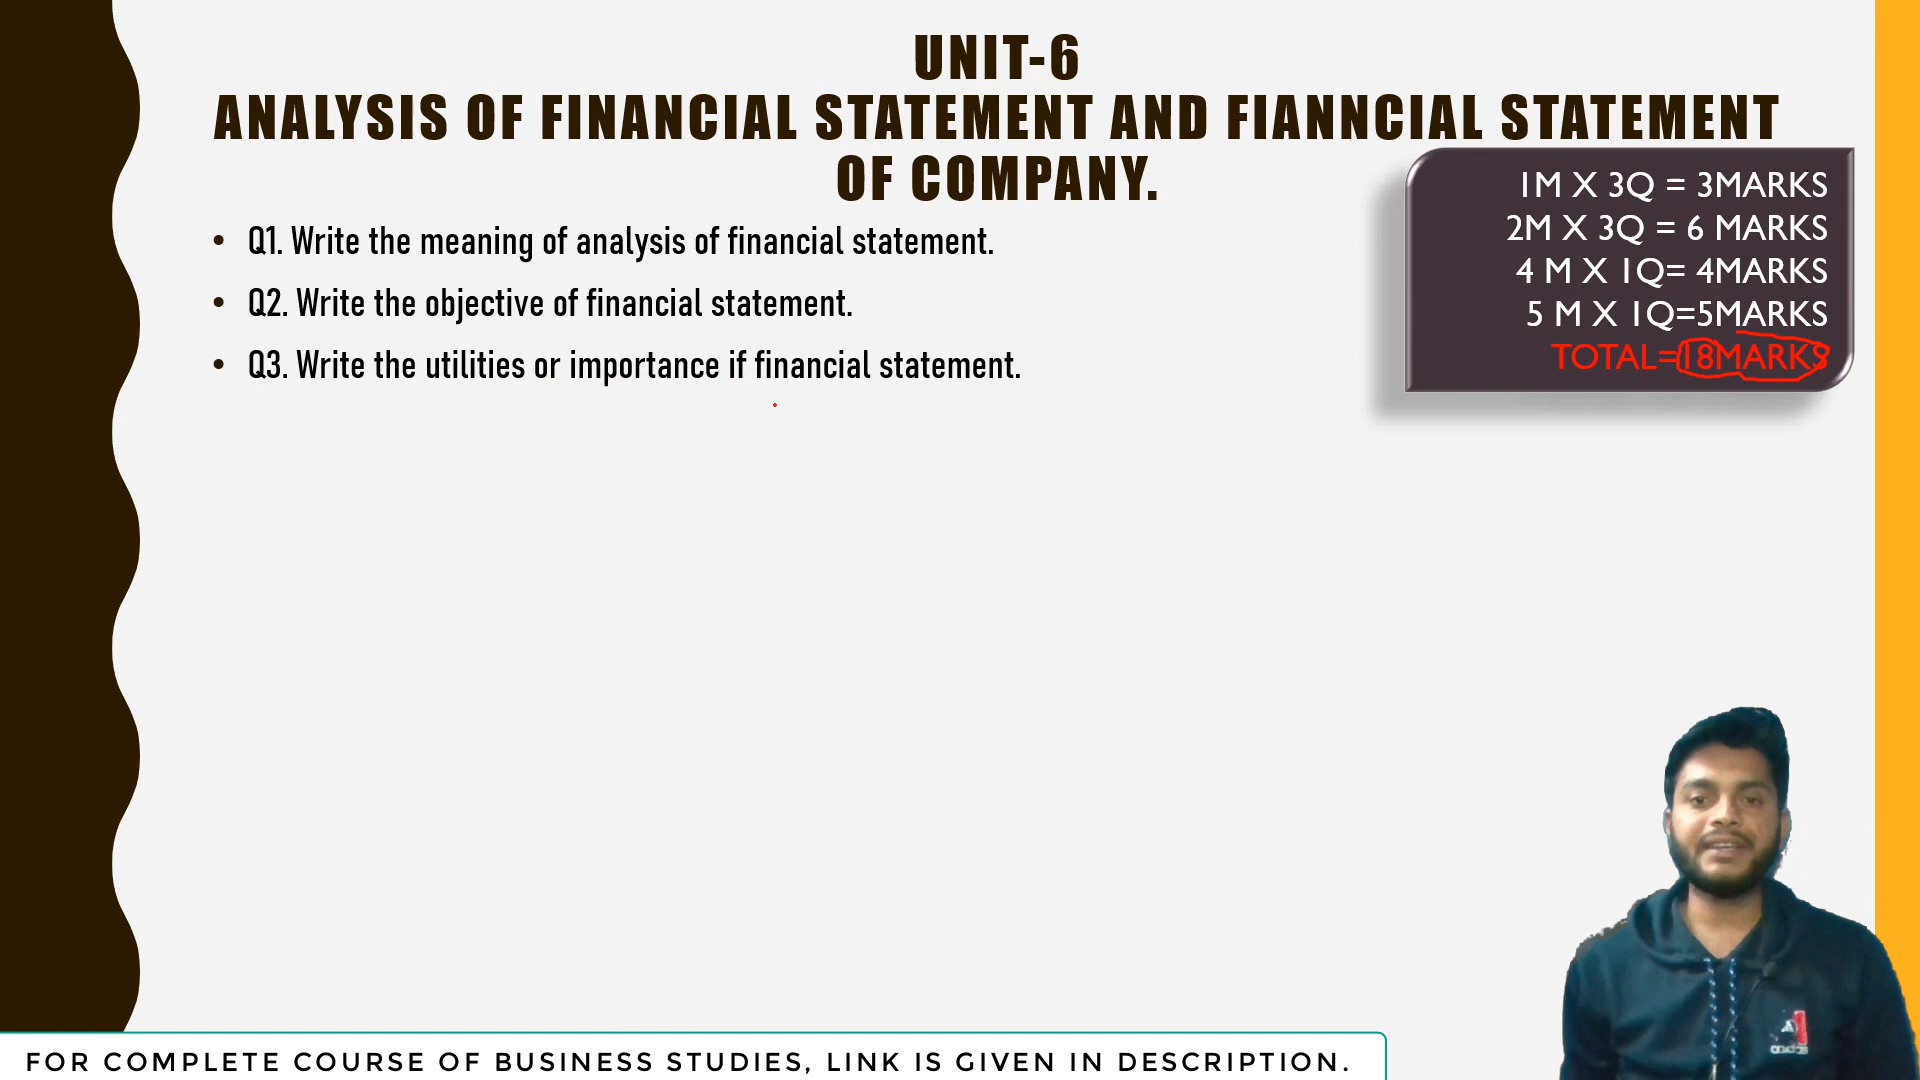 UNIT-6
ANALYSIS OF FINANCIAL STATEMENT AND FIANNCIAL STATEMENT
OF COMPANY.
1M X 3Q = 3MARKS
2M X 3Q = 6 MARKS
4 M X 1Q= 4MARKS
5 M X 1Q=5MARKS
TOTAL=18MARKS
• Q1. Write the meaning of analysis of financial statement.
• Q2. Write the objective of financial statement.
• Q3. Write the utilities or importance if financial statement.
adidas
FOR COMPLETE COURSE OF BUSINESS STUDIES, LINK IS GIVEN IN DESCRIPTION.